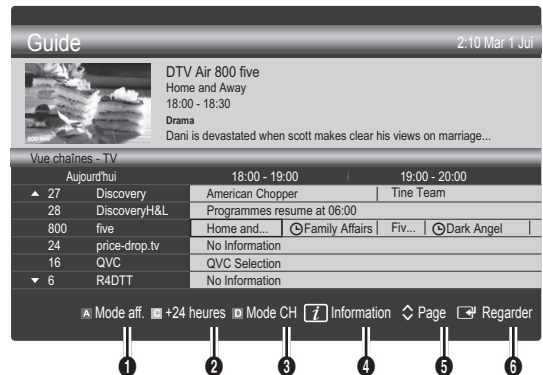 Guide
2:10 Mar 1 Jui
DTV Air 800 five
Home and Away
18:00 - 18:30
Drama
Dani is devastated when scott makes clear his views on marriage...
800 five
Vue chaînes - TV
Aujourd'hui 18:00 - 19:00 19:00 - 20:00
▲ 27 Discovery American Chopper Tine Team
28 DiscoveryH&L Programmes resume at 06:00
800 five Home and... Family Affairs Fiv... Dark Angel
24 price-drop.tv No Information
16 QVC QVC Selection
▼ 6 R4DTT No Information
A Mode aff. C +24 heures D Mode CH i Information Page Regarder
1 2 3 4 5 6